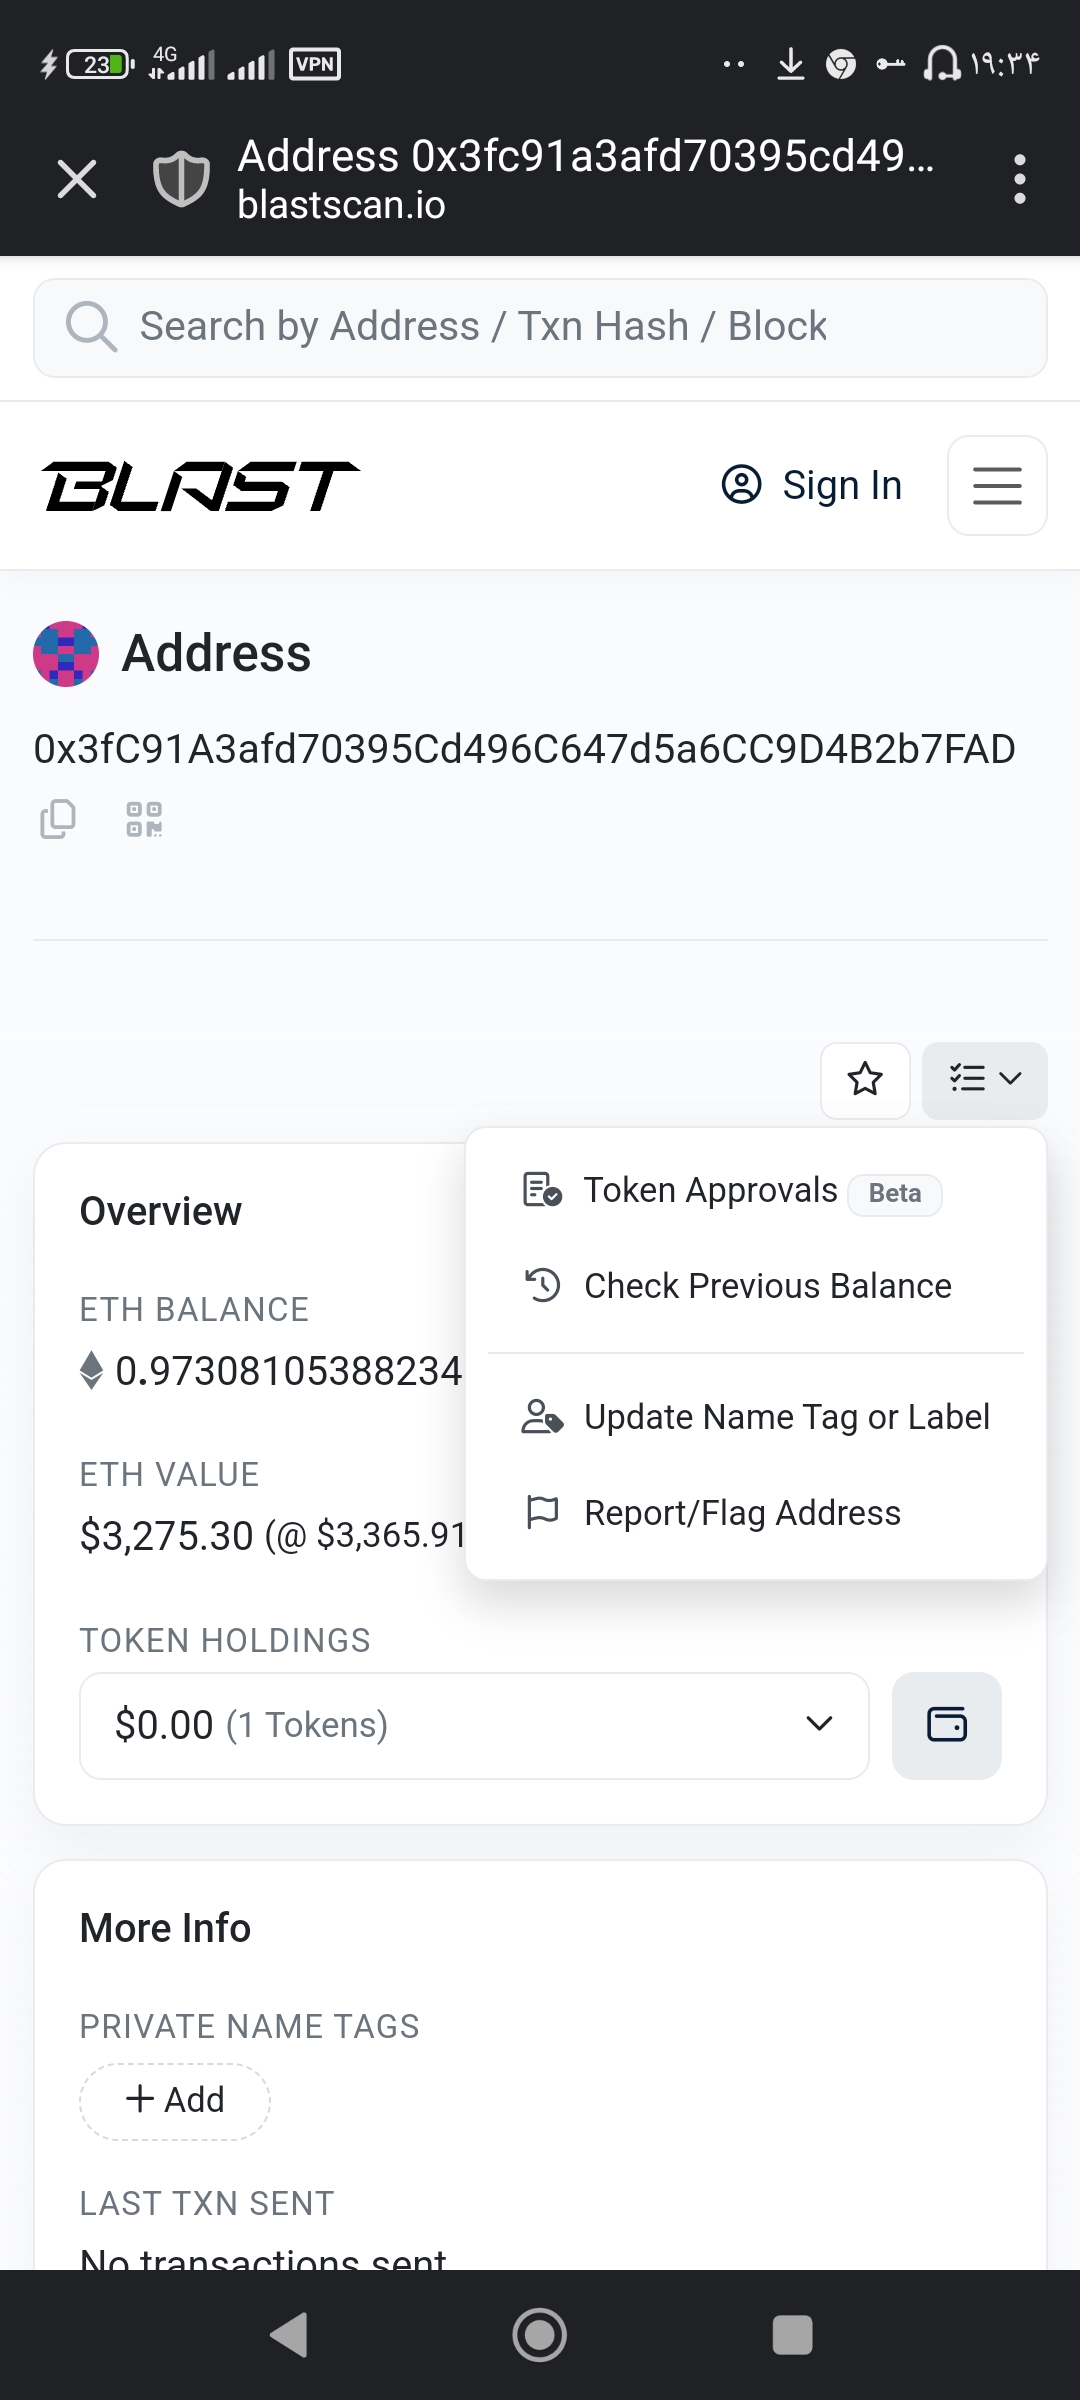 23 4G VPN ۱۹:۳۴
Address 0x3fc91a3afd70395cd49...
blastscan.io
Search by Address / Txn Hash / Block
BLAST Sign In
Address
0x3fC91A3afd70395Cd496C647d5a6CC9D4B2b7FAD
Token Approvals Beta
Check Previous Balance
Update Name Tag or Label
Report/Flag Address
Overview
ETH BALANCE
0.97308105388234
ETH VALUE
$3,275.30 (@ $3,365.91
TOKEN HOLDINGS
$0.00 (1 Tokens)
More Info
PRIVATE NAME TAGS
+ Add
LAST TXN SENT
No transactions sent